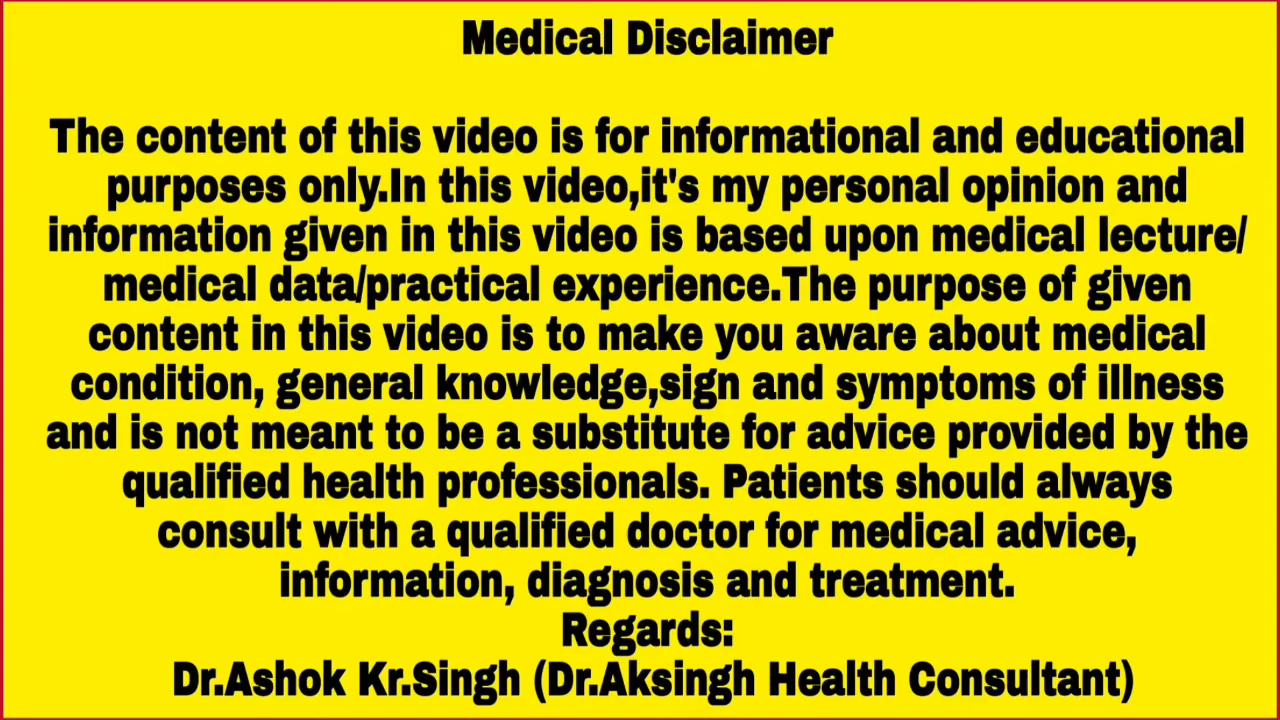 Medical Disclaimer
The content of this video is for informational and educational
purposes only.In this video,it's my personal opinion and
information given in this video is based upon medical lecture/
medical data/practical experience.The purpose of given
content in this video is to make you aware about medical
condition, general knowledge,sign and symptoms of illness
and is not meant to be a substitute for advice provided by the
qualified health professionals. Patients should always
consult with a qualified doctor for medical advice,
information, diagnosis and treatment.
Regards:
Dr.Ashok Kr.Singh (Dr.Aksingh Health Consultant)